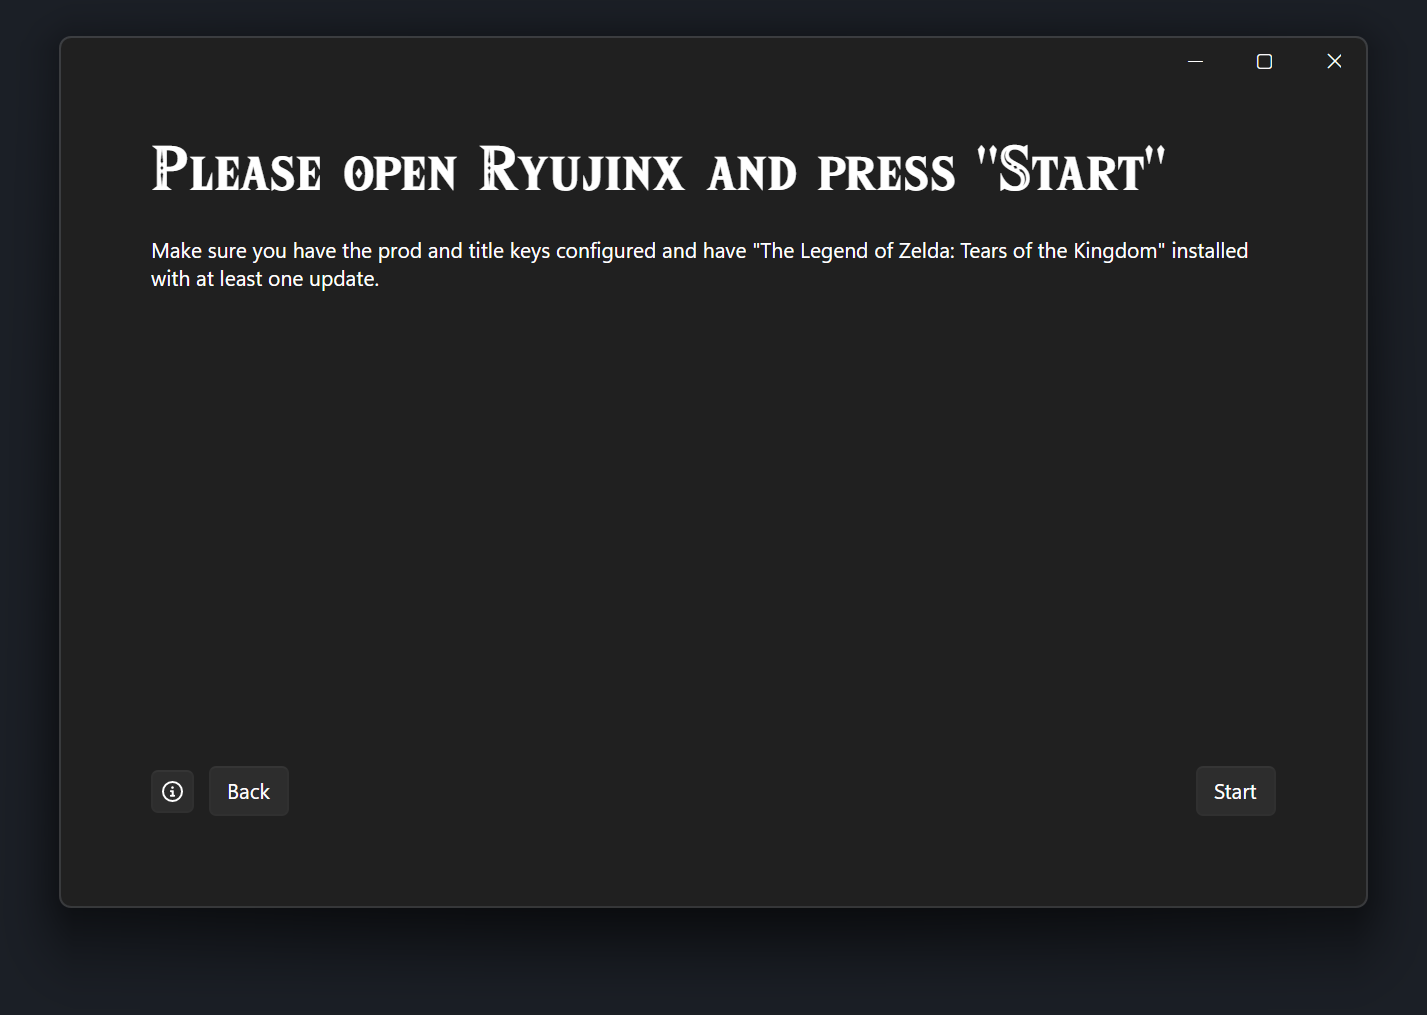 Please open Ryujinx and press "Start"
Make sure you have the prod and title keys configured and have "The Legend of Zelda: Tears of the Kingdom" installed
with at least one update.
Back
Start